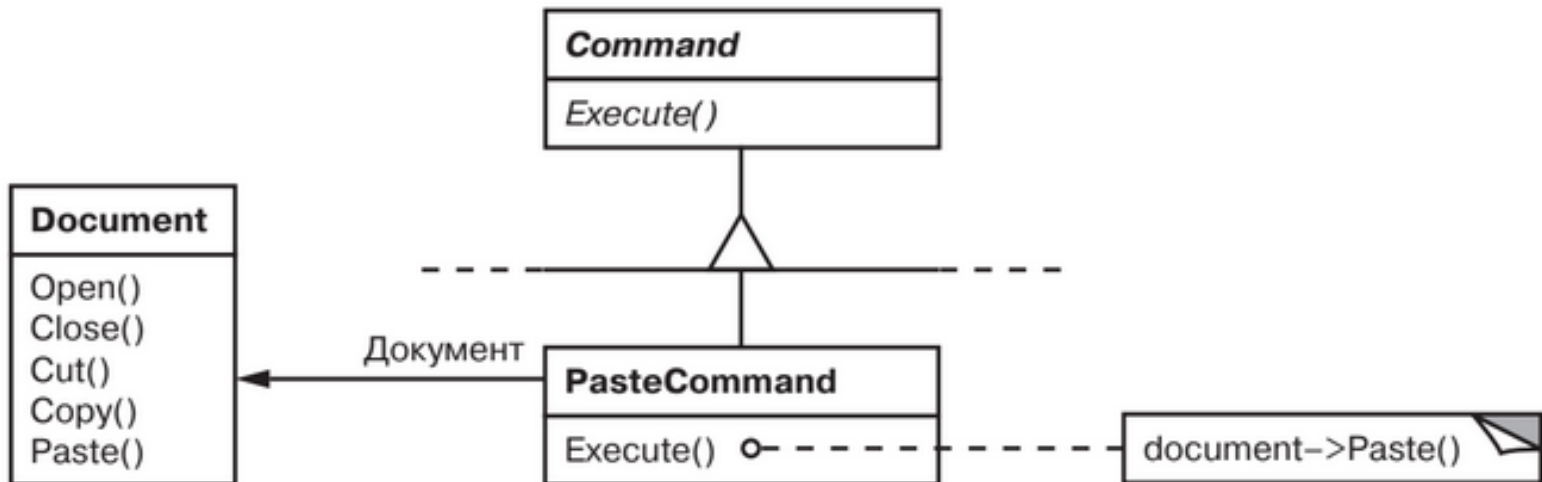 Command
Execute()
Document
Open()
Close()
Cut()
Copy()
Paste()
Документ
PasteCommand
Execute()
document–>Paste()